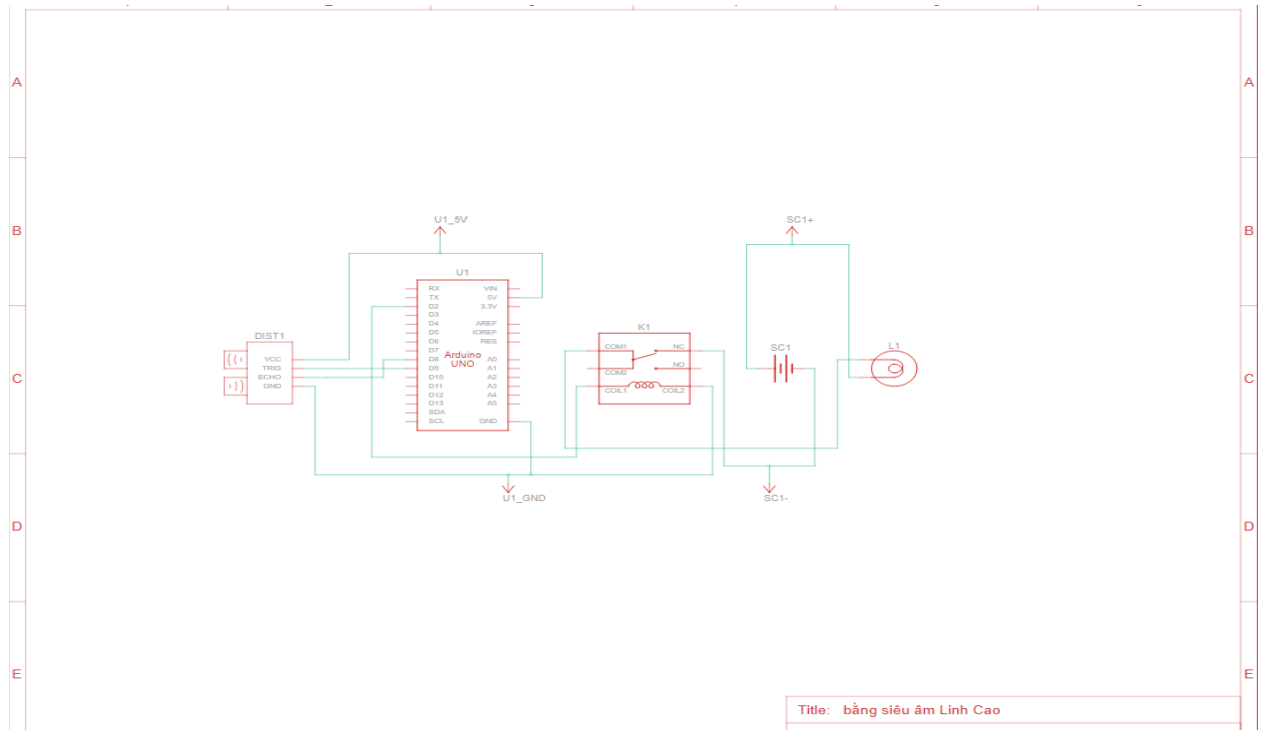 A A
U1_5V SC1+
B B
U1
RX VIN
TX 5V
D2 3.3V
D3
D4 AREF
D5 IOREF
D6 RES
D7
D8 A0
D9 A1
D10 A2
D11 A3
D12 A4
D13 A5
SDA
SCL GND
Arduino
UNO
DIST1
VCC
TRIG
ECHO
GND
K1
COM1 NC
NO
COM2
COIL1 COIL2
SC1
L1
C C
U1_GND SC1-
D D
E E
Title: bằng siêu âm Linh Cao